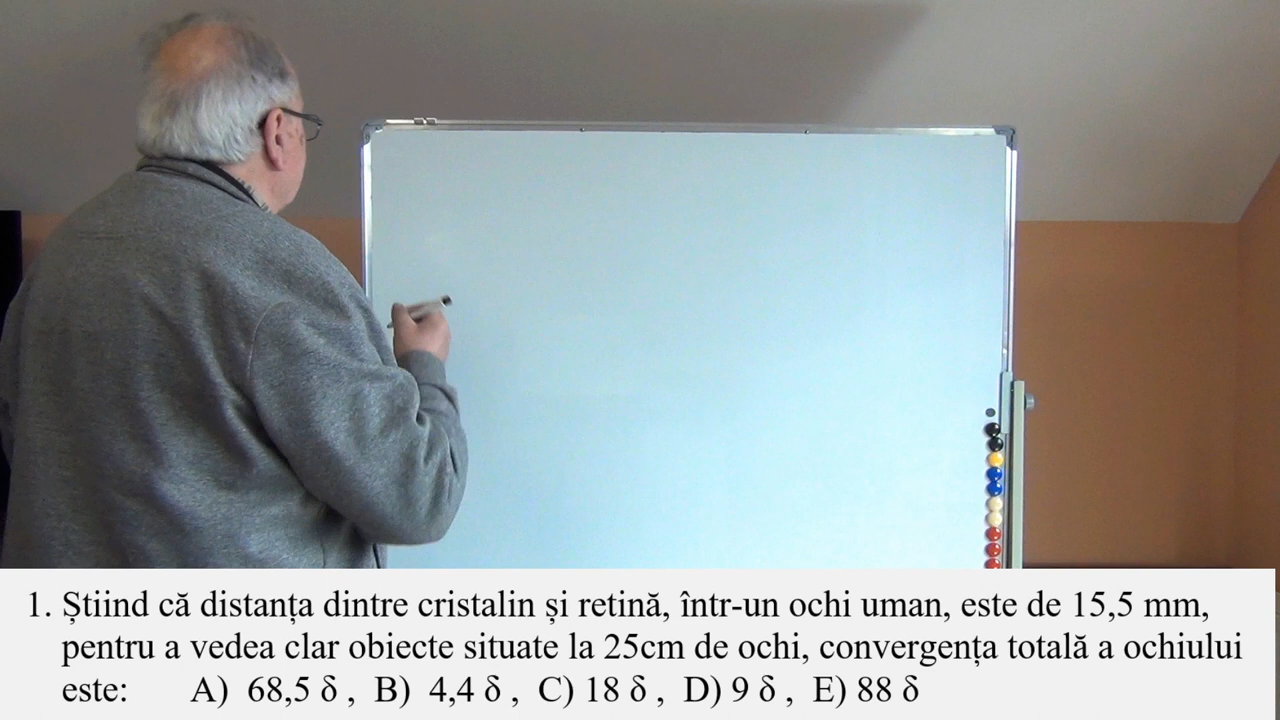 1. Știind că distanța dintre cristalin și retină, într-un ochi uman, este de 15,5 mm,
pentru a vedea clar obiecte situate la 25cm de ochi, convergența totală a ochiului
este: A) 68,5 δ , B) 4,4 δ , C) 18 δ , D) 9 δ , E) 88 δ